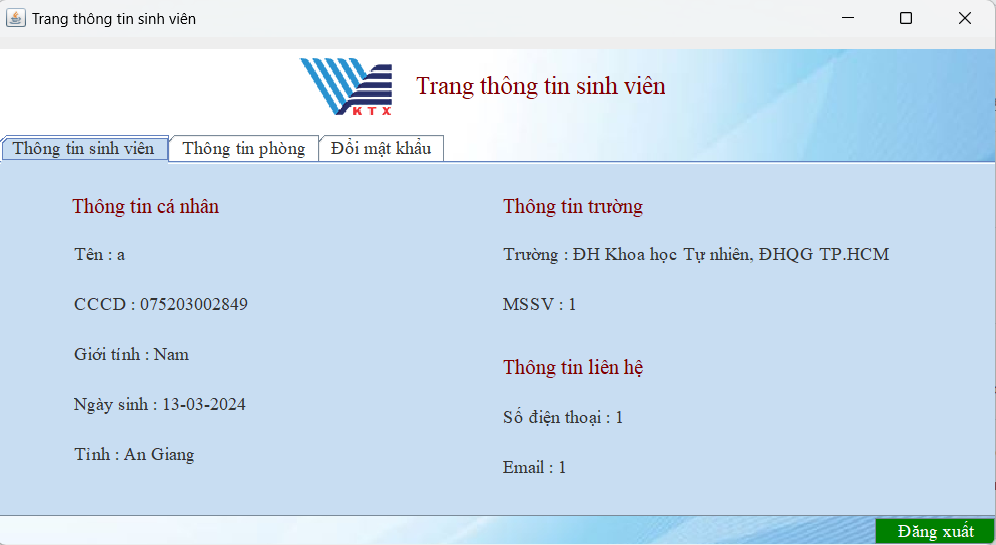 Trang thông tin sinh viên
KTX
Trang thông tin sinh viên
Thông tin sinh viên
Thông tin phòng
Đổi mật khẩu
Thông tin cá nhân
Tên : a
CCCD : 075203002849
Giới tính : Nam
Ngày sinh : 13-03-2024
Tỉnh : An Giang
Thông tin trường
Trường : ĐH Khoa học Tự nhiên, ĐHQG TP.HCM
MSSV : 1
Thông tin liên hệ
Số điện thoại : 1
Email : 1
Đăng xuất